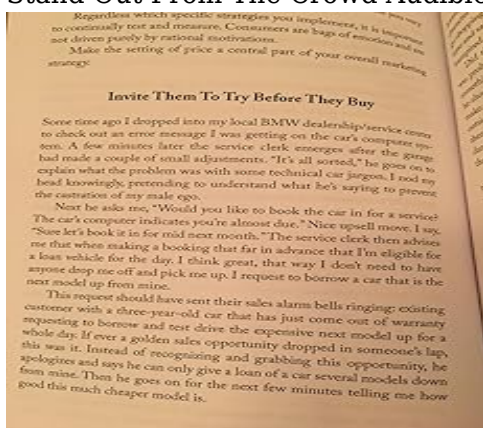 Stand Out From The Crowd Audible
Regardless which specific strategies you implement, it is important
to continually test and measure. Consumers are bags of emotion and are
not driven purely by rational motivations.
Make the setting of price a central part of your overall marketing
strategy.
Invite Them To Try Before They Buy
Some time ago I dropped into my local BMW dealership/service center
to check out an error message I was getting on the car's computer sys-
tem. A few minutes later the service clerk emerges after the garage
had made a couple of small adjustments. "It's all sorted," he goes on to
explain what the problem was with some technical car jargon. I nod my
head knowingly, pretending to understand what he's saying to prevent
the castration of my male ego.
Next he asks me, "Would you like to book the car in for a service?
The car's computer indicates you're almost due." Nice upsell move. I say,
"Sure let's book it in for mid next month." The service clerk then advises
me that when making a booking that far in advance that I'm eligible for
a loan vehicle for the day. I think great, that way I don't need to have
anyone drop me off and pick me up. I request to borrow a car that is the
next model up from mine.
This request should have sent their sales alarm bells ringing: existing
customer with a three-year-old car that has just come out of warranty
requesting to borrow and test drive the expensive next model up for a
whole day. If ever a golden sales opportunity dropped in someone's lap,
this was it. Instead of recognizing and grabbing this opportunity, he
apologizes and says he can only give a loan of a car several models down
from mine. Then he goes on for the next few minutes telling me how
good this much cheaper model is.